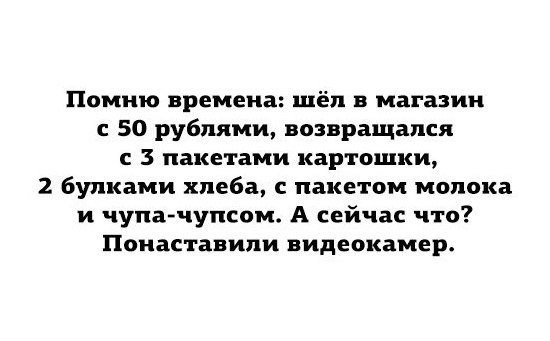 Помню времена: шёл в магазин
с 50 рублями, возвращался
с 3 пакетами картошки,
2 булками хлеба, с пакетом молока
и чупа-чупсом. А сейчас что?
Понаставили видеокамер.